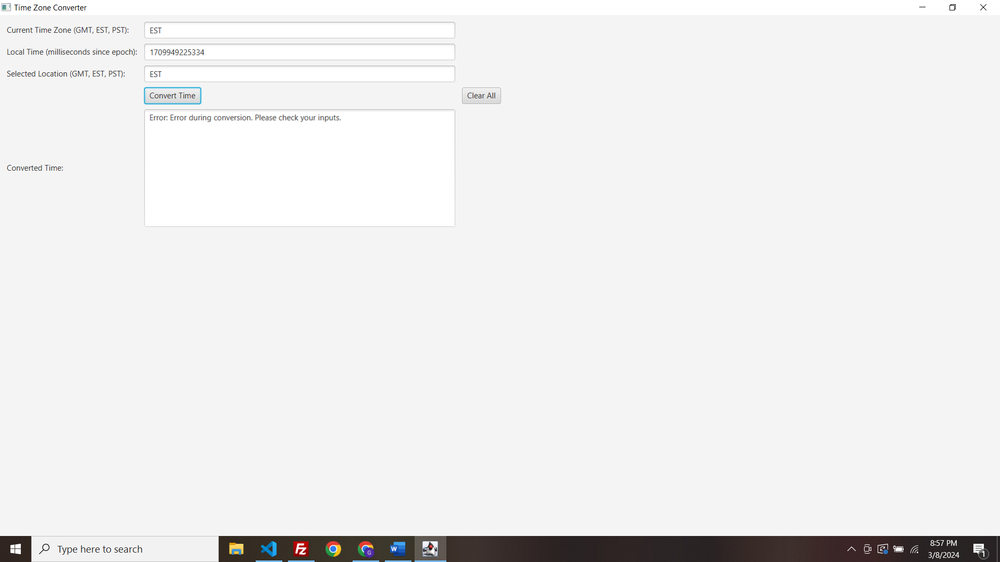 Time Zone Converter
Current Time Zone (GMT, EST, PST):
EST
Local Time (milliseconds since epoch):
1709949225334
Selected Location (GMT, EST, PST):
EST
Convert Time
Clear All
Error: Error during conversion. Please check your inputs.
Converted Time:
Type here to search
8:57 PM
3/8/2024
1